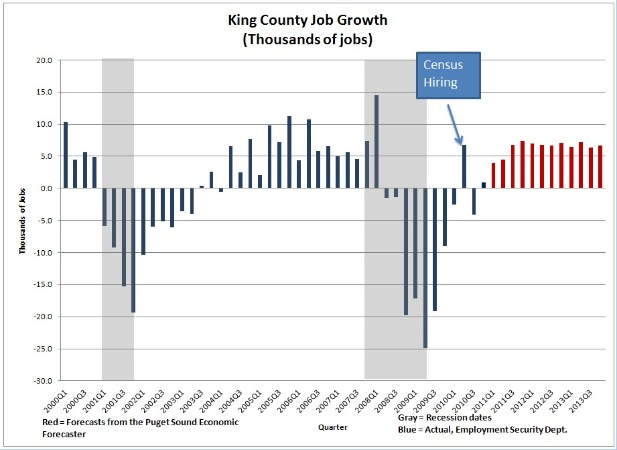 King County Job Growth
(Thousands of jobs)
Census
Hiring
20.0
15.0
10.0
5.0
0.0
-5.0
-10.0
-15.0
-20.0
-25.0
-30.0
Thousands of Jobs
2000Q1
2000Q3
2001Q1
2001Q3
2002Q1
2002Q3
2003Q1
2003Q3
2004Q1
2004Q3
2005Q1
2005Q3
2006Q1
2006Q3
2007Q1
2007Q3
2008Q1
2008Q3
2009Q1
2009Q3
2010Q1
2010Q3
2011Q1
2011Q3
2012Q1
2012Q3
2013Q1
2013Q3
Quarter
Red = Forecasts from the Puget Sound Economic
Forecaster
Gray = Recession dates
Blue = Actual, Employment Security Dept.